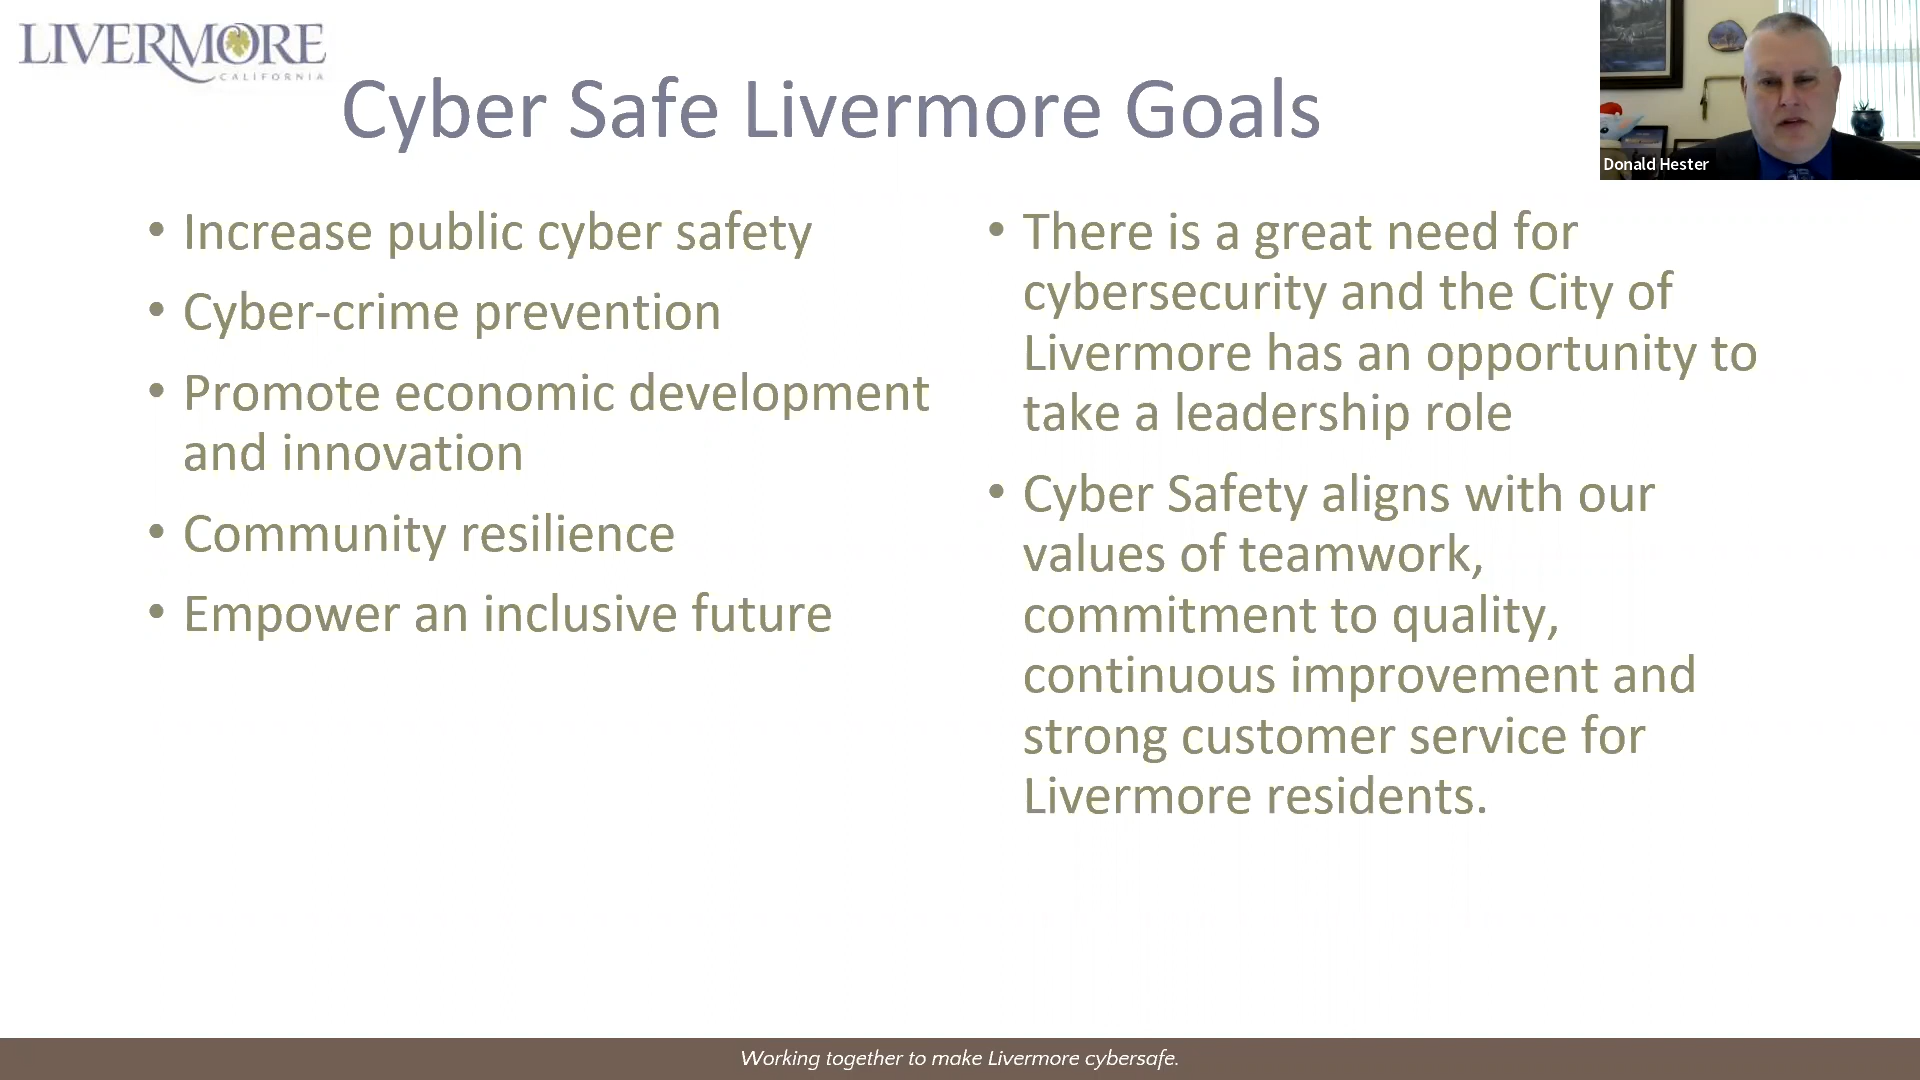 LIVERMORE
CALIFORNIA
Cyber Safe Livermore Goals
Donald Hester
• Increase public cyber safety
• Cyber-crime prevention
• Promote economic development
and innovation
• Community resilience
• Empower an inclusive future
• There is a great need for
cybersecurity and the City of
Livermore has an opportunity to
take a leadership role
• Cyber Safety aligns with our
values of teamwork,
commitment to quality,
continuous improvement and
strong customer service for
Livermore residents.
Working together to make Livermore cybersafe.